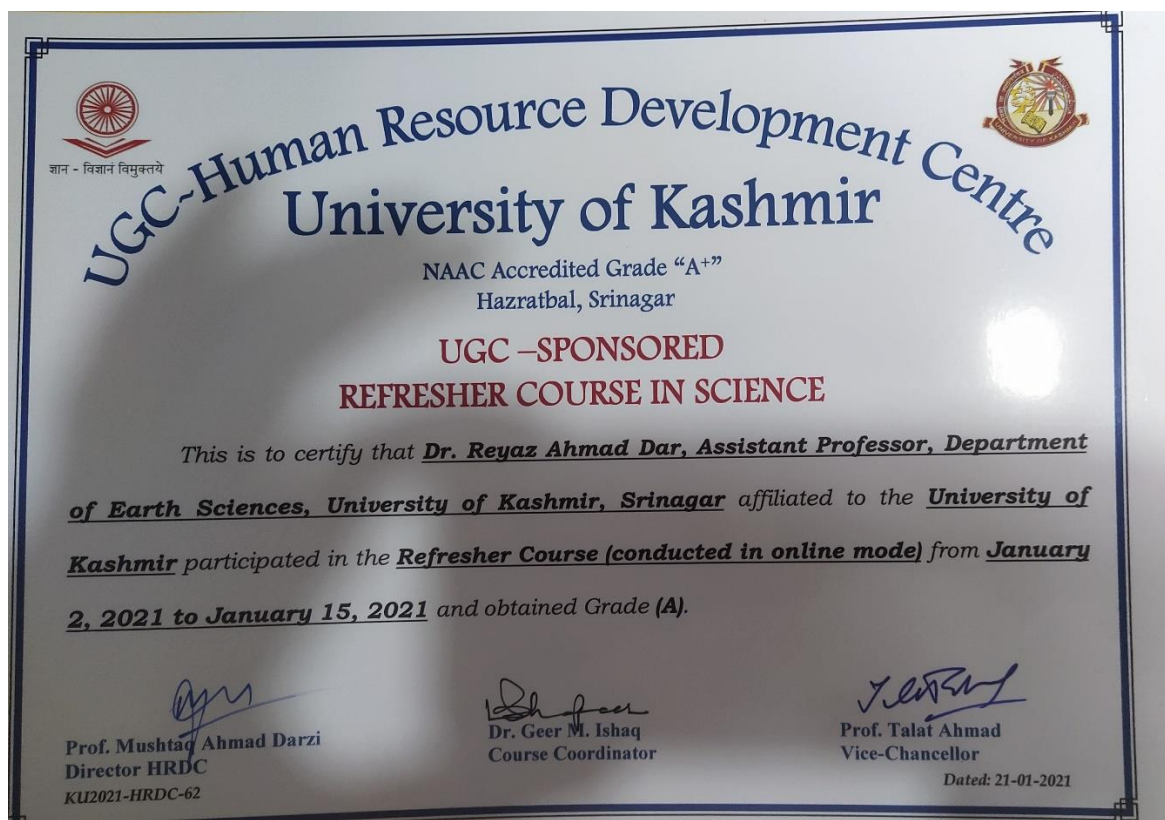 ज्ञान - विज्ञानं विमुक्तये
UNIVERSITY OF KASHMIR
UGC-Human Resource Development Centre
University of Kashmir
NAAC Accredited Grade “A+”
Hazratbal, Srinagar
UGC –SPONSORED
REFRESHER COURSE IN SCIENCE
This is to certify that Dr. Reyaz Ahmad Dar, Assistant Professor, Department
of Earth Sciences, University of Kashmir, Srinagar affiliated to the University of
Kashmir participated in the Refresher Course (conducted in online mode) from January
2, 2021 to January 15, 2021 and obtained Grade (A).
Prof. Mushtaq Ahmad Darzi
Director HRDC
KU2021-HRDC-62
Dr. Geer M. Ishaq
Course Coordinator
Prof. Talat Ahmad
Vice-Chancellor
Dated: 21-01-2021